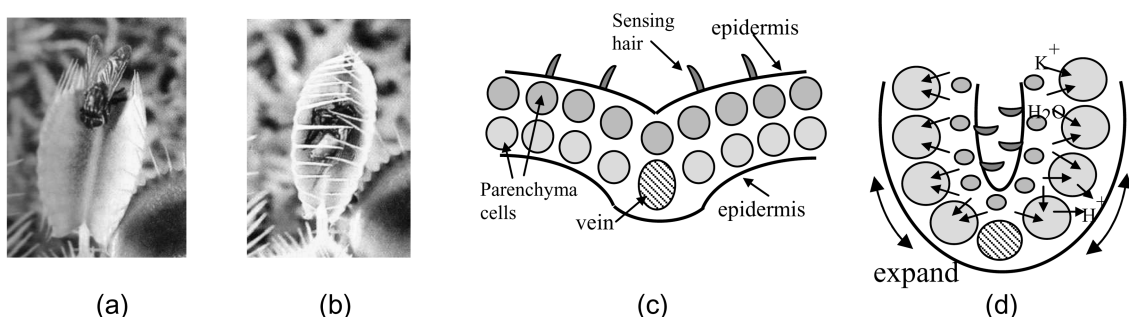 Sensing
hair
epidermis
Parenchyma
cells
vein
epidermis
K+
H2O
H+
expand
(a)
(b)
(c)
(d)